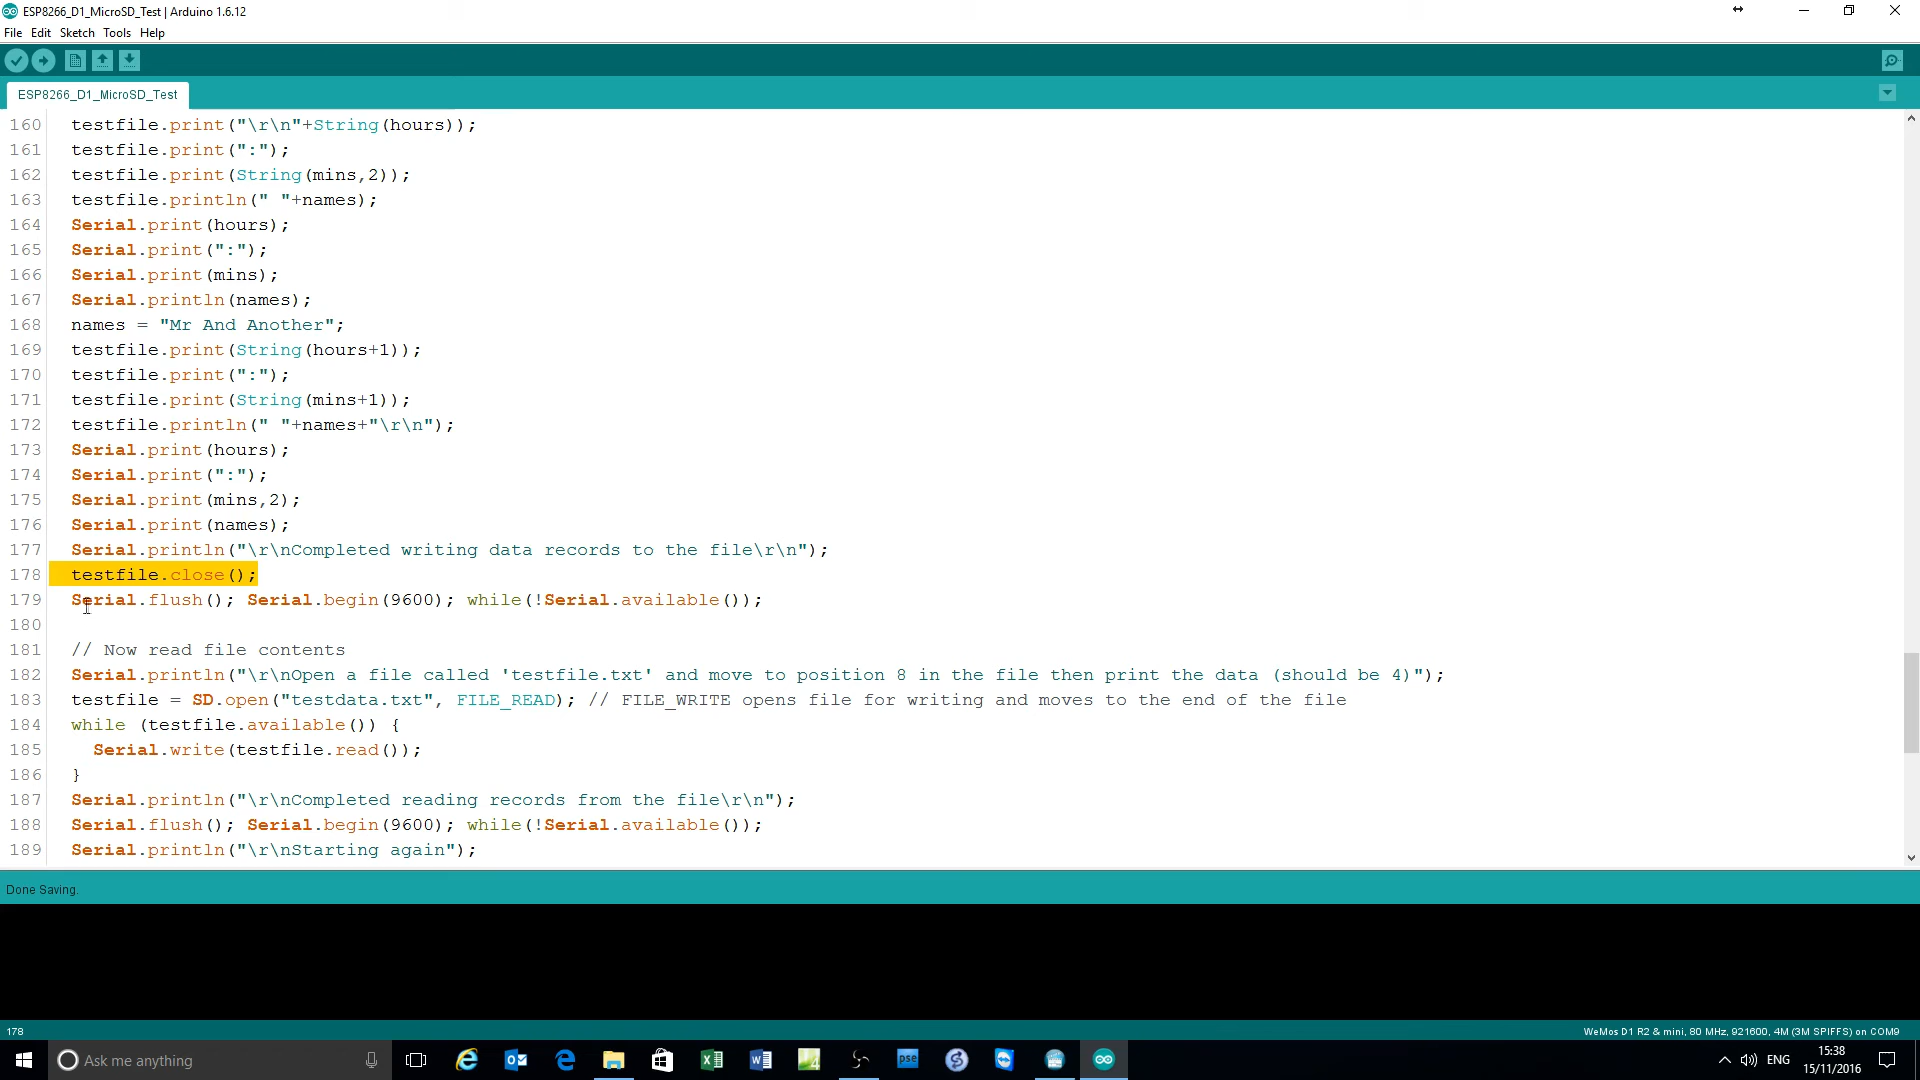 ESP8266_D1_MicroSD_Test | Arduino 1.6.12
File Edit Sketch Tools Help
ESP8266_D1_MicroSD_Test
160 testfile.print("\r\n"+String(hours));
161 testfile.print(":");
162 testfile.print(String(mins,2));
163 testfile.println(" "+names);
164 Serial.print(hours);
165 Serial.print(":");
166 Serial.print(mins);
167 Serial.println(names);
168 names = "Mr And Another";
169 testfile.print(String(hours+1));
170 testfile.print(":");
171 testfile.print(String(mins+1));
172 testfile.println(" "+names+"\r\n");
173 Serial.print(hours);
174 Serial.print(":");
175 Serial.print(mins,2);
176 Serial.print(names);
177 Serial.println("\r\nCompleted writing data records to the file\r\n");
178 testfile.close();
179 Serial.flush(); Serial.begin(9600); while(!Serial.available());
180
181 // Now read file contents
182 Serial.println("\r\nOpen a file called 'testfile.txt' and move to position 8 in the file then print the data (should be 4)");
183 testfile = SD.open("testdata.txt", FILE_READ); // FILE_WRITE opens file for writing and moves to the end of the file
184 while (testfile.available()) {
185 Serial.write(testfile.read());
186 }
187 Serial.println("\r\nCompleted reading records from the file\r\n");
188 Serial.flush(); Serial.begin(9600); while(!Serial.available());
189 Serial.println("\r\nStarting again");
Done Saving.
178 WeMos D1 R2 & mini, 80 MHz, 921600, 4M (3M SPIFFS) on COM9
Ask me anything
pse
ENG
15:38
15/11/2016